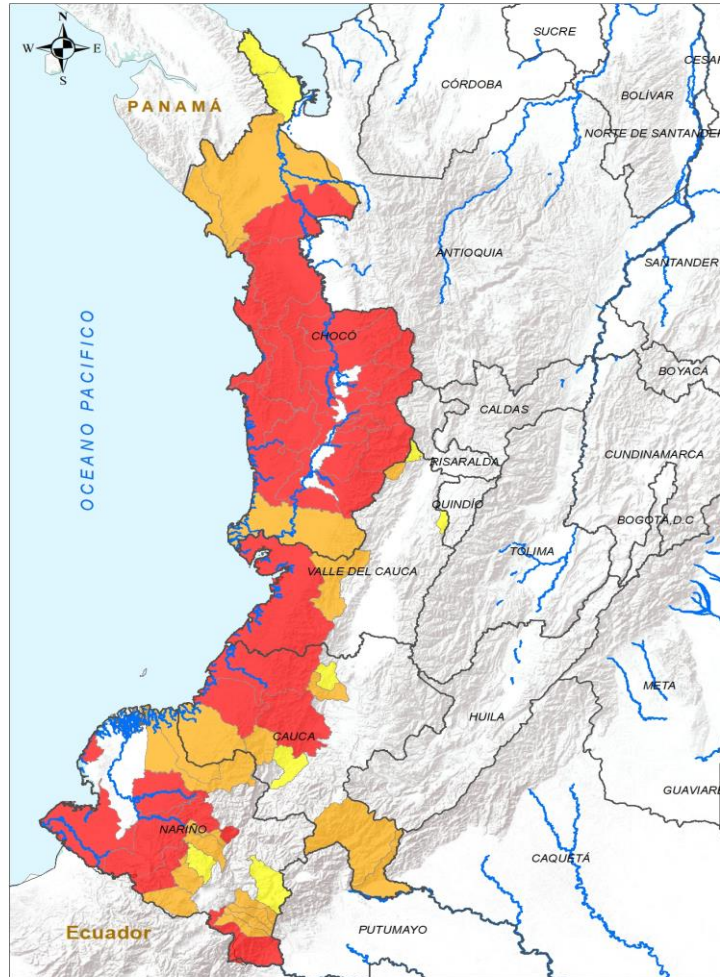 N
W E
S
SUCRE
CESAR
CÓRDOBA
BOLÍVAR
PANAMÁ
NORTE DE SANTANDER
ANTIOQUIA
SANTANDER
OCEANO PACIFICO
CHOCÓ
BOYACÁ
CALDAS
CUNDINAMARCA
RISARALDA
QUINDÍO
BOGOTÁ, D.C
TOLIMA
VALLE DEL CAUCA
META
HUILA
CAUCA
GUAVIARE
NARIÑO
CAQUETÁ
Ecuador
PUTUMAYO